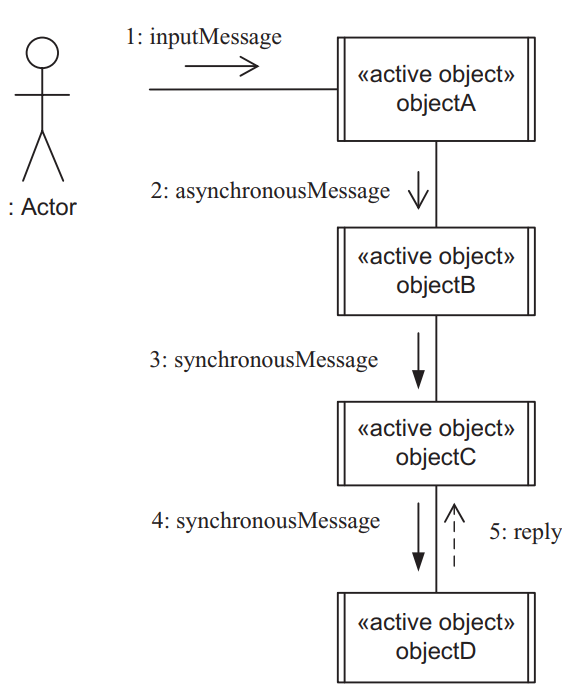 1: inputMessage
«active object»
objectA
: Actor
2: asynchronousMessage
«active object»
objectB
3: synchronousMessage
«active object»
objectC
4: synchronousMessage
5: reply
«active object»
objectD